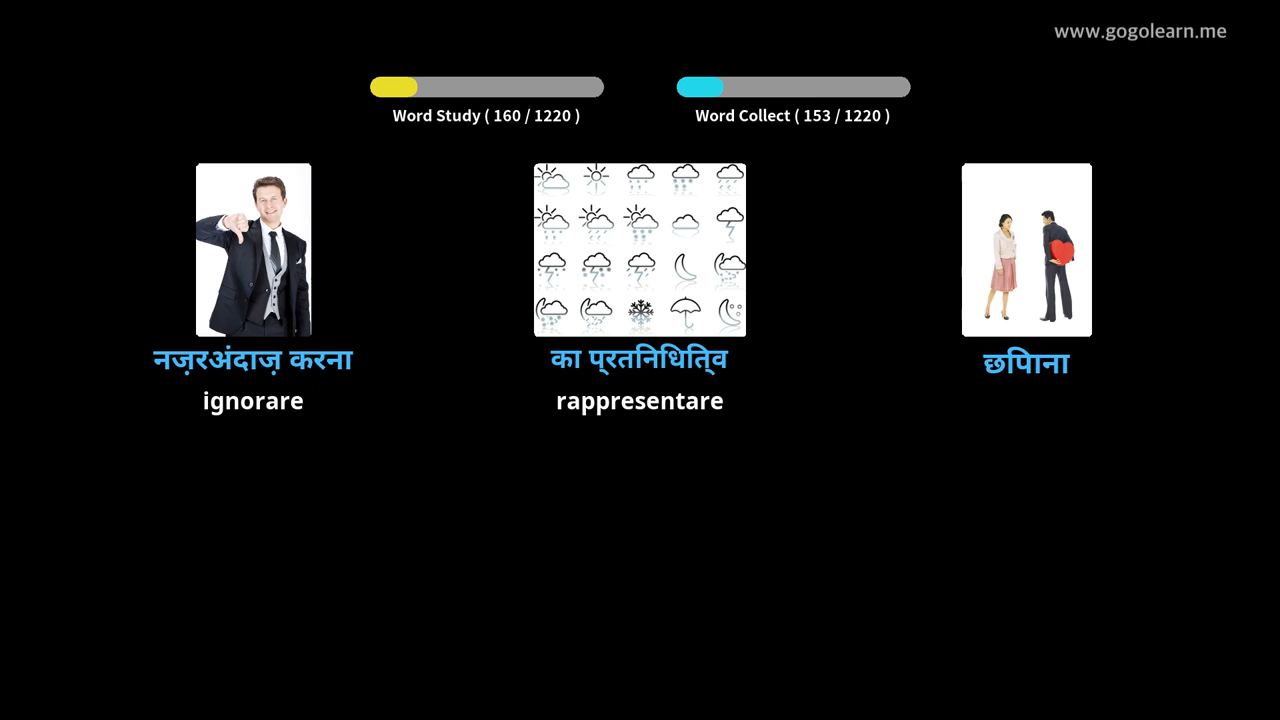 www.gogolearn.me
Word Study ( 160 / 1220 )
Word Collect ( 153 / 1220 )
नज़रअंदाज़ करना
ignorare
का प्रतिनिधित्वि
rappresentare
छिपाना